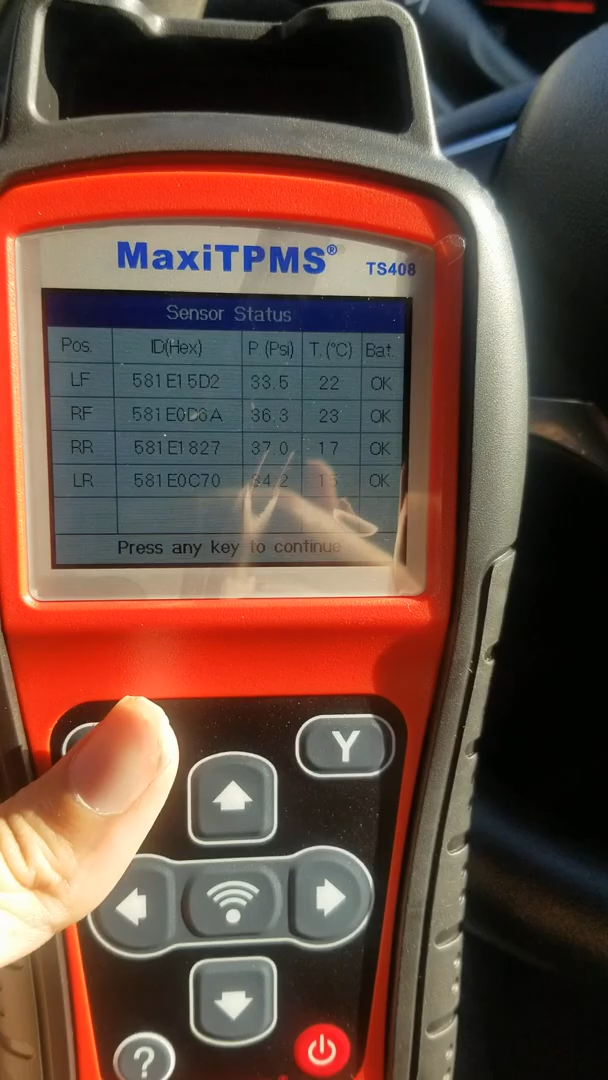 MaxiTPMS®
TS408
Sensor Status
Pos. ID(Hex) P (Psi) T. (°C) Bat.
LF 581E15D2 33.5 22 OK
RF 581E0D6A 36.3 23 OK
RR 581E1827 37.0 17 OK
LR 581E0C70 34.2 OK
Press any key to continue
Y
?